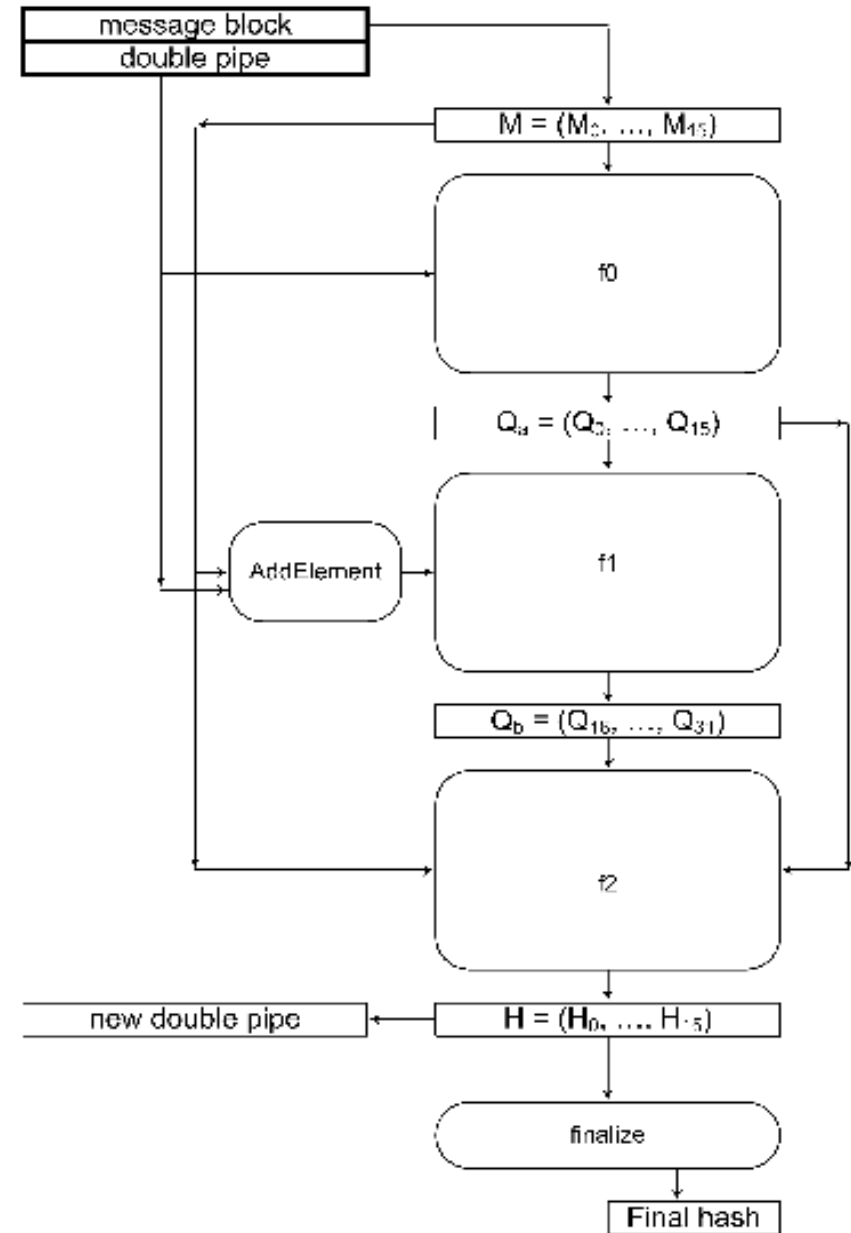 message block
double pipe
M = (M₀, …, M₁₅)
f0
Qₐ = (Q₀, …, Q₁₅)
AddElement
f1
Q_b = (Q₁₆, …, Q₃₁)
f2
new double pipe
H = (H₀, …, H₁₅)
finalize
Final hash